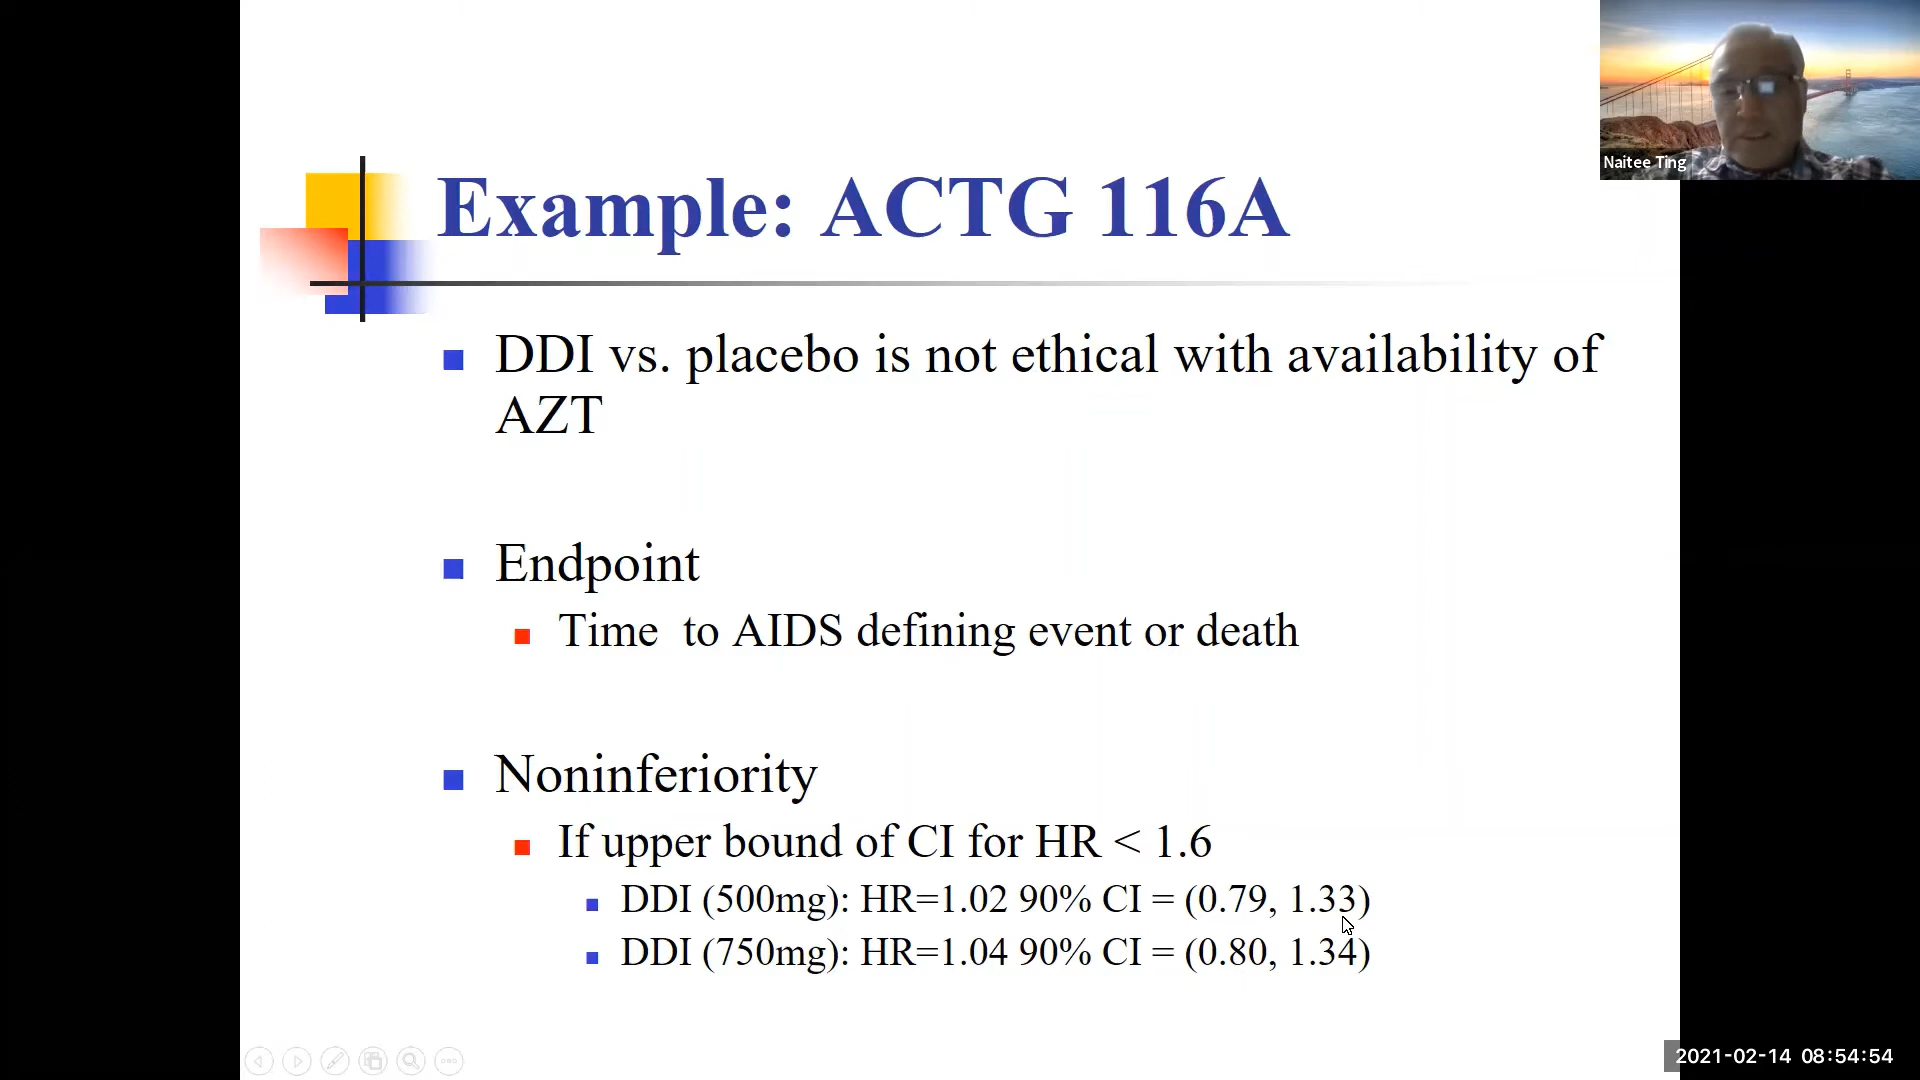 Naitee Ting
Example: ACTG 116A
DDI vs. placebo is not ethical with availability of
AZT
Endpoint
Time to AIDS defining event or death
Noninferiority
If upper bound of CI for HR < 1.6
DDI (500mg): HR=1.02 90% CI = (0.79, 1.33)
DDI (750mg): HR=1.04 90% CI = (0.80, 1.34)
2021-02-14 08:54:54